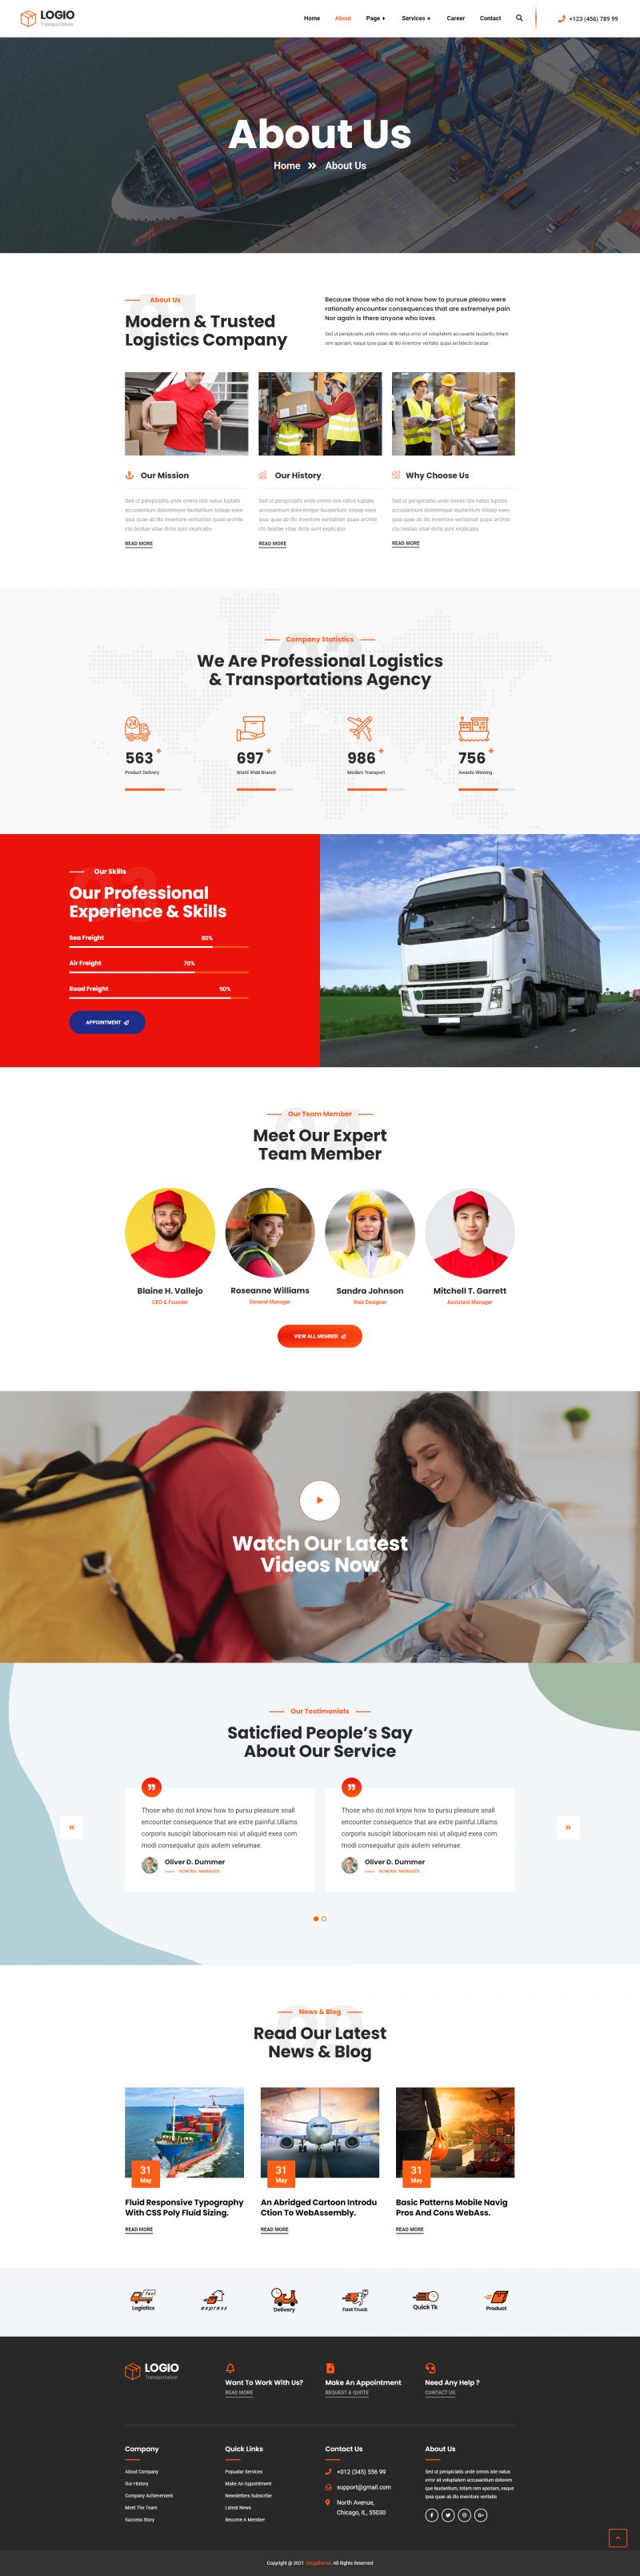 LOGIO
Transportation
Home About Page + Services + Career Contact
+123 (456) 789 99
About Us
Home » About Us
01
About Us
Modern & Trusted
Logistics Company
Because those who do not know how to pursue pleasu were
rationally encounter consequences that are extremelye pain
Nor again is there anyone who loves
Sed ut perspiciatis unde omnis iste natus error sit voluptatem accusante laudantiu totam
rem aperiam, eaque ipsa quae ab illo inventore veritatis quasi architecto beatae
Our Mission
Sed ut perspiciatis unde omnis iste natus luptate
accusantium doloremque laudantium totaap eaes
ipsa quae ab illo inventore veritatiset quasi archite
cto beatae vitae dicta sunt explicabo.
READ MORE
Our History
Sed ut perspiciatis unde omnis iste natus luptate
accusantium doloremque laudantium totaap eaes
ipsa quae ab illo inventore veritatiset quasi archite
cto beatae vitae dicta sunt explicabo.
READ MORE
Why Choose Us
Sed ut perspiciatis unde omnis iste natus luptate
accusantium doloremque laudantium totaap eaes
ipsa quae ab illo inventore veritatiset quasi archite
cto beatae vitae dicta sunt explicabo.
READ MORE
02
Company Statistics
We Are Professional Logistics
& Transportations Agency
24
563 +
Product Delivery
697 +
World Wide Branch
986 +
Modern Transport
756 +
Awards Winning
03
Our Skills
Our Professional
Experience & Skills
Sea Freight 80%
Air Freight 70%
Road Freight 90%
APPOINTMENT
04
Our Team Member
Meet Our Expert
Team Member
Blaine H. Vallejo
CEO & Founder
Roseanne Williams
General Manager
Sandra Johnson
Web Designer
Mitchell T. Garrett
Assistant Manager
VIEW ALL MEMBER
Watch Our Latest
Videos Now
Our Testimonials
Saticfied People's Say
About Our Service
Those who do not know how to pursu pleasure snall
encounter consequence that are extre painful.Ullams
corporis suscipit laboriosam nisi ut aliquid exea com
modi consequatur quis autem veleumae.
Oliver D. Dummer
GENERAL MANAGER
Those who do not know how to pursu pleasure snall
encounter consequence that are extre painful.Ullams
corporis suscipit laboriosam nisi ut aliquid exea com
modi consequatur quis autem veleumae.
Oliver D. Dummer
GENERAL MANAGER
News & Blog
Read Our Latest
News & Blog
31
May
Fluid Responsive Typography
With CSS Poly Fluid Sizing.
READ MORE
31
May
An Abridged Cartoon Introdu
Ction To WebAssembly.
READ MORE
31
May
Basic Patterns Mobile Navig
Pros And Cons WebAss.
READ MORE
Fast
Logistics
express
Delivery
Fast Truck
Quick Tk
Product
LOGIO
Transportation
Want To Work With Us?
READ MORE
Make An Appointment
REQUEST A QUOTE
Need Any Help ?
CONTACT US
Company
About Company
Our History
Company Achievement
Meet The Team
Success Story
Quick Links
Popualar Services
Make An Appointment
Newsletters Subscribe
Latest News
Become A Member
Contact Us
+012 (345) 556 99
support@gmail.com
North Avenue,
Chicago, IL, 55030
About Us
Sed ut perspiciatis unde omnis iste natus
error sit voluptatem accusantium dolorem
que laudantium, totam rem aperiam, eaque
ipsa quae ab illo inventore veritatis
Copyright @ 2021 . All Rights Reserved